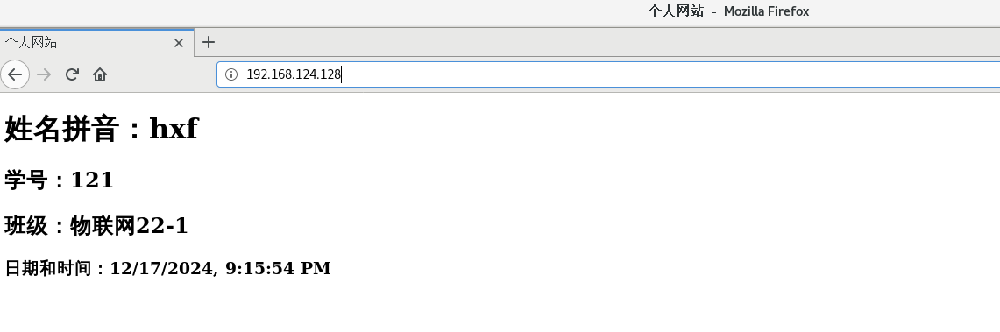 个人网站 - Mozilla Firefox
个人网站
192.168.124.128
姓名拼音：hxf
学号：121
班级：物联网22-1
日期和时间：12/17/2024, 9:15:54 PM